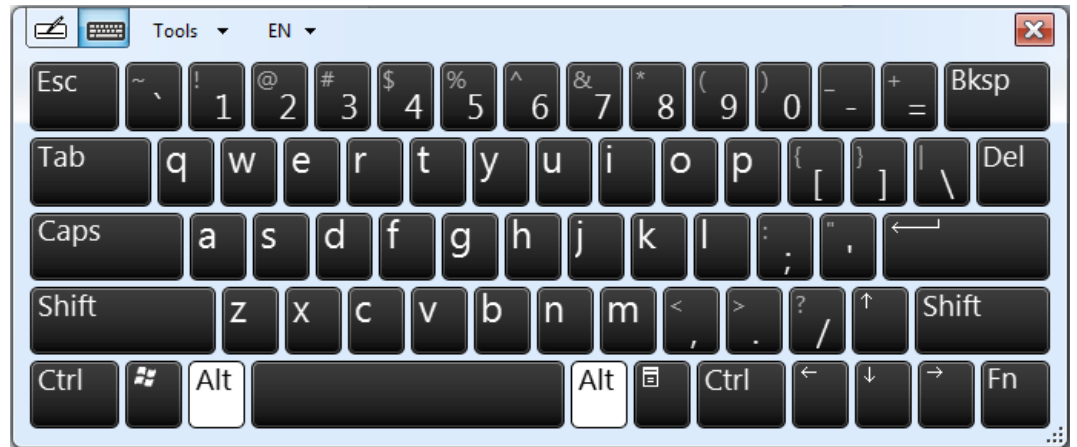 Tools EN
Esc ~ ` ! 1 @ 2 # 3 $ 4 % 5 ^ 6 & 7 * 8 ( 9 ) 0 _ - + = Bksp
Tab q w e r t y u i o p { [ } ] | \ Del
Caps a s d f g h j k l : ; " '
Shift z x c v b n m < , > . ? / ↑ Shift
Ctrl Alt Alt Ctrl ← ↓ → Fn